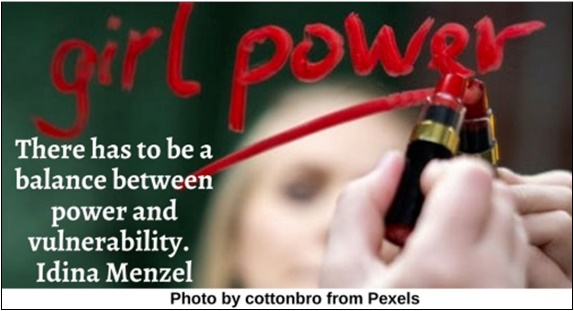 girl power
There has to be a
balance between
power and
vulnerability.
Idina Menzel
Photo by cottonbro from Pexels